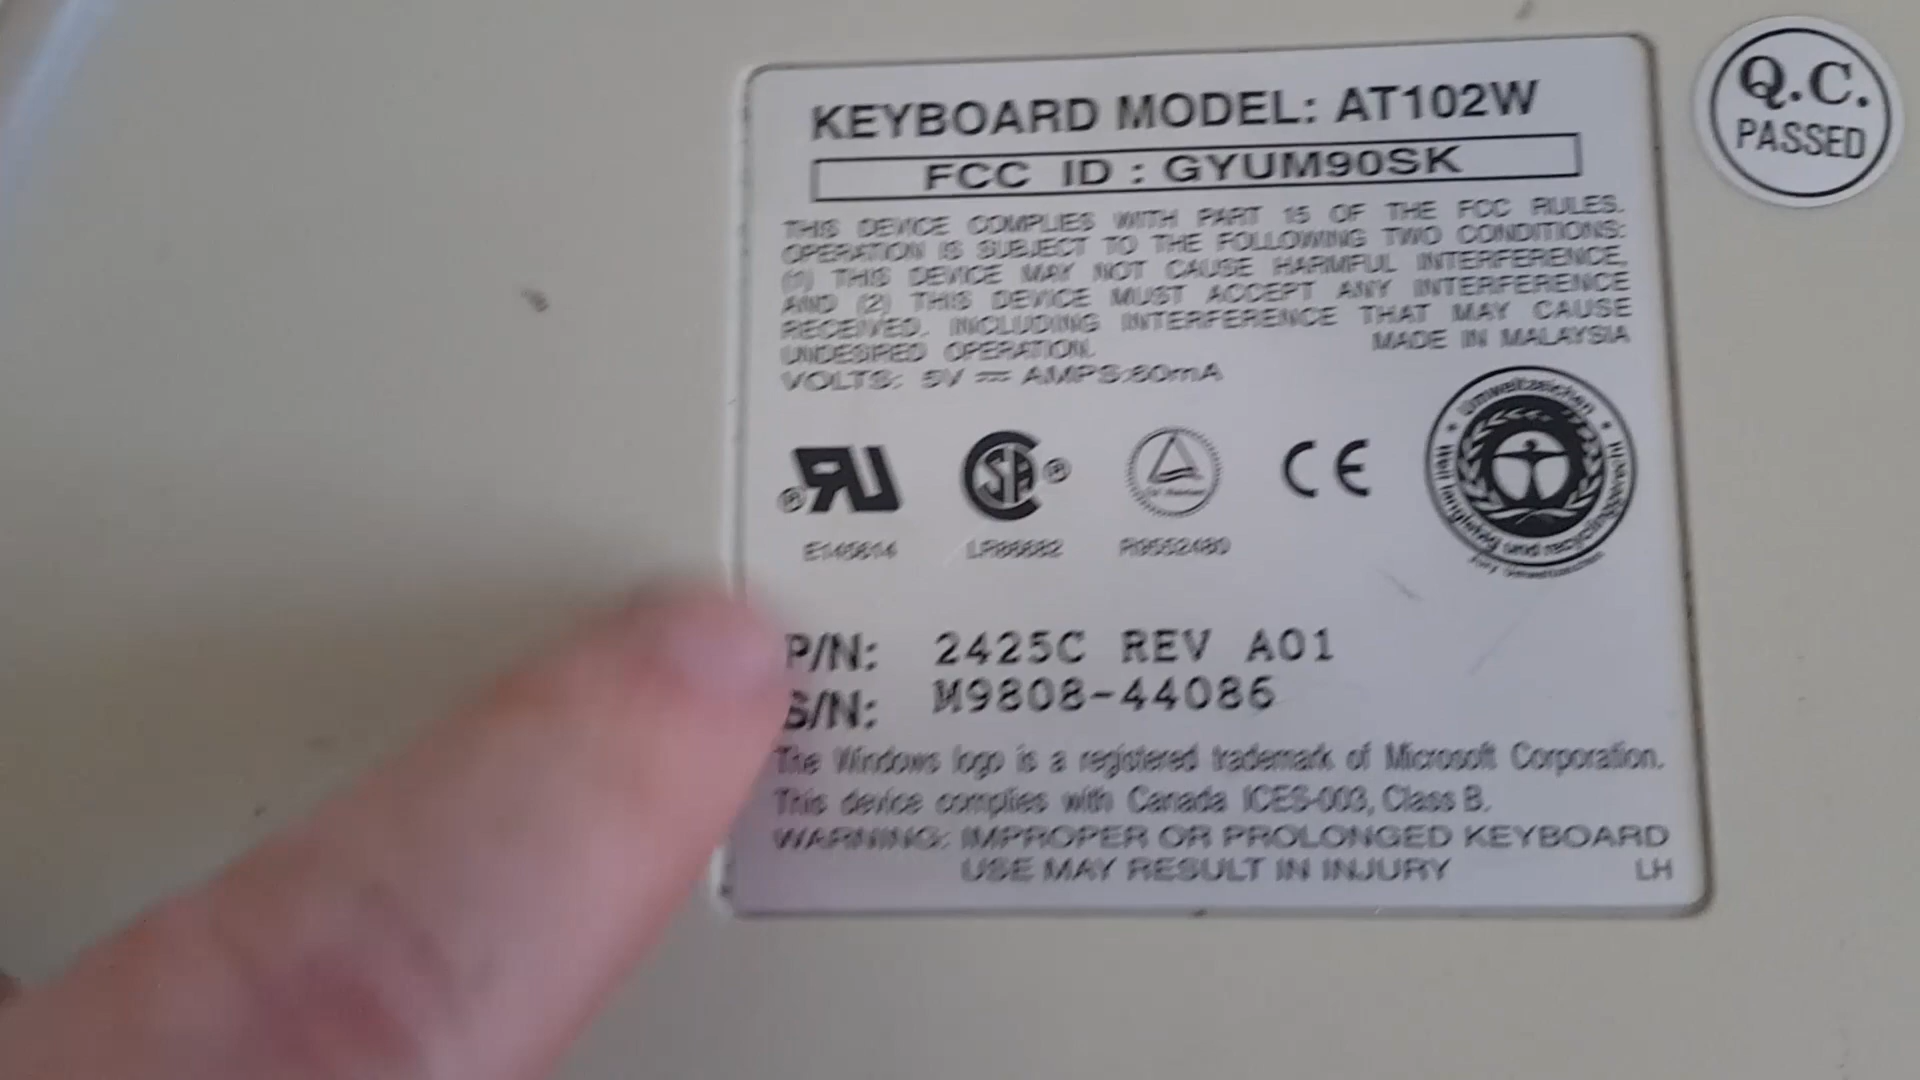 KEYBOARD MODEL: AT102W
Q.C.
PASSED
FCC ID : GYUM90SK
THIS DEVICE COMPLIES WITH PART 15 OF THE FCC RULES.
OPERATION IS SUBJECT TO THE FOLLOWING TWO CONDITIONS:
(1) THIS DEVICE MAY NOT CAUSE HARMFUL INTERFERENCE,
AND (2) THIS DEVICE MUST ACCEPT ANY INTERFERENCE
RECEIVED, INCLUDING INTERFERENCE THAT MAY CAUSE
UNDESIRED OPERATION. MADE IN MALAYSIA
VOLTS: 5V AMPS:60mA
Umweltzeichen
CE
P/N: 2425C REV A01
S/N: M9808-44086
The Windows logo is a registered trademark of Microsoft Corporation.
This device complies with Canada ICES-003, Class B.
WARNING: IMPROPER OR PROLONGED KEYBOARD
USE MAY RESULT IN INJURY LH